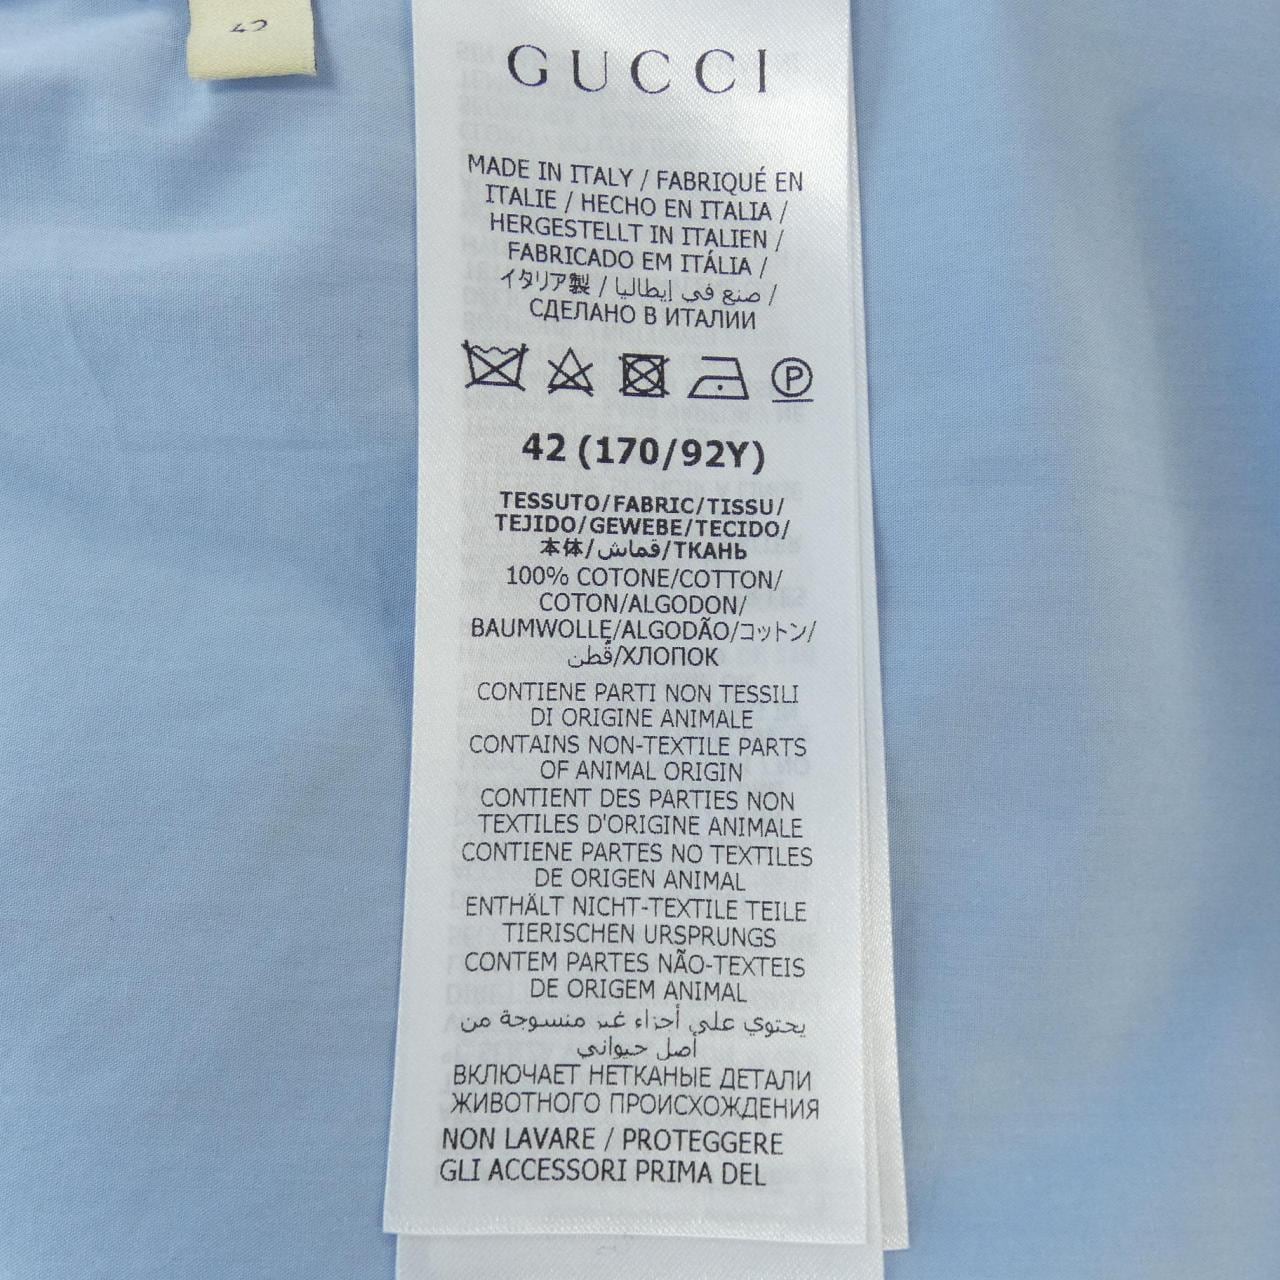 42
GUCCI
MADE IN ITALY / FABRIQUÉ EN
ITALIE / HECHO EN ITALIA /
HERGESTELLT IN ITALIEN /
FABRICADO EM ITÁLIA /
イタリア製 / صنع في إيطاليا /
СДЕЛАНО В ИТАЛИИ
P
42 (170/92Y)
TESSUTO/FABRIC/TISSU/
TEJIDO/GEWEBE/TECIDO/
本体/قماش/ТКАНЬ
100% COTONE/COTTON/
COTON/ALGODON/
BAUMWOLLE/ALGODÃO/コットン/
قُطن/ХЛОПОК
CONTIENE PARTI NON TESSILI
DI ORIGINE ANIMALE
CONTAINS NON-TEXTILE PARTS
OF ANIMAL ORIGIN
CONTIENT DES PARTIES NON
TEXTILES D'ORIGINE ANIMALE
CONTIENE PARTES NO TEXTILES
DE ORIGEN ANIMAL
ENTHÄLT NICHT-TEXTILE TEILE
TIERISCHEN URSPRUNGS
CONTEM PARTES NÃO-TEXTEIS
DE ORIGEM ANIMAL
يحتوي على أجزاء غير منسوجة من
أصل حيواني
ВКЛЮЧАЕТ НЕТКАНЫЕ ДЕТАЛИ
ЖИВОТНОГО ПРОИСХОЖДЕНИЯ
NON LAVARE / PROTEGGERE
GLI ACCESSORI PRIMA DEL